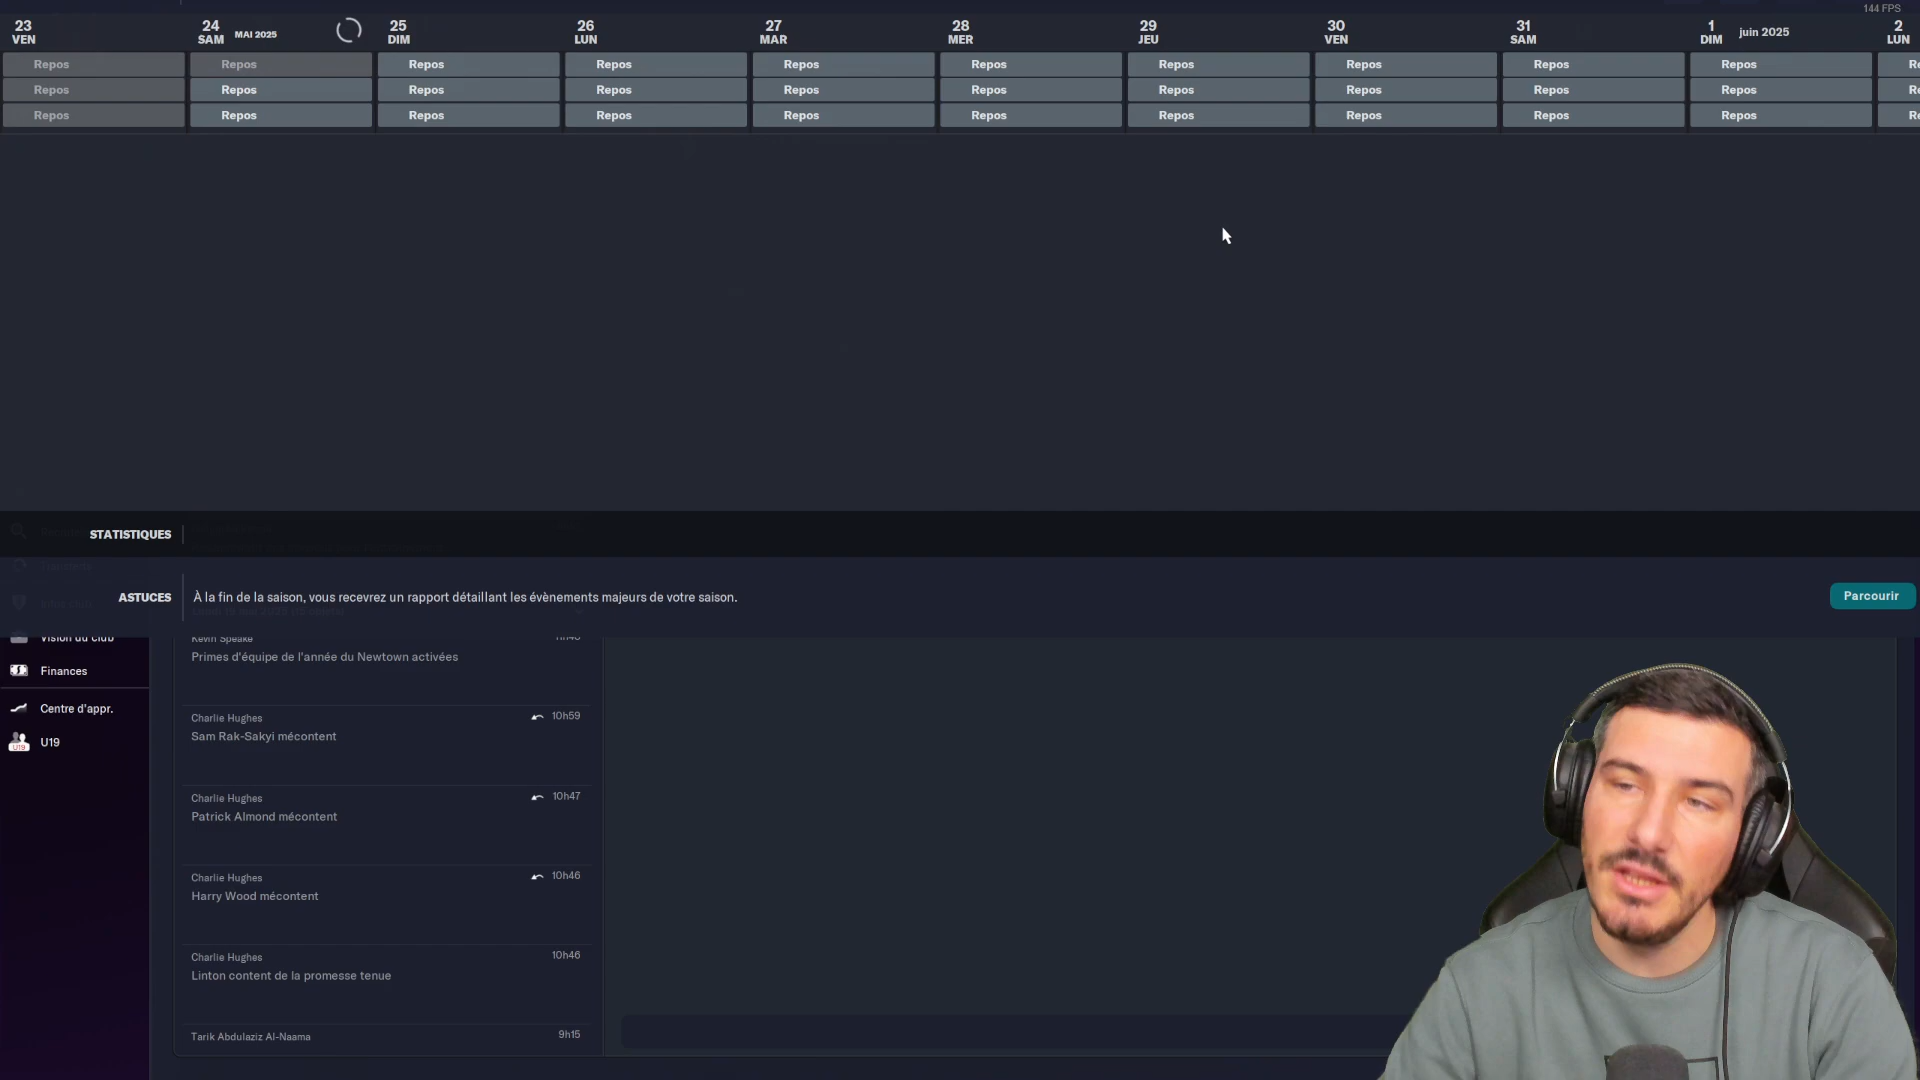 144 FPS
23 VEN
24 SAM MAI 2025
25 DIM
26 LUN
27 MAR
28 MER
29 JEU
30 VEN
31 SAM
1 DIM juin 2025
2 LUN
Repos Repos Repos Repos Repos Repos Repos Repos Repos Repos
Repos Repos Repos Repos Repos Repos Repos Repos Repos Repos
Repos Repos Repos Repos Repos Repos Repos Repos Repos Repos
STATISTIQUES
ASTUCES
À la fin de la saison, vous recevrez un rapport détaillant les évènements majeurs de votre saison.
Parcourir
Vision du club
Finances
Centre d'appr.
U19
Kevin Speake
Primes d'équipe de l'année du Newtown activées
Charlie Hughes 10h59
Sam Rak-Sakyi mécontent
Charlie Hughes 10h47
Patrick Almond mécontent
Charlie Hughes 10h46
Harry Wood mécontent
Charlie Hughes 10h46
Linton content de la promesse tenue
Tarik Abdulaziz Al-Naama 9h15